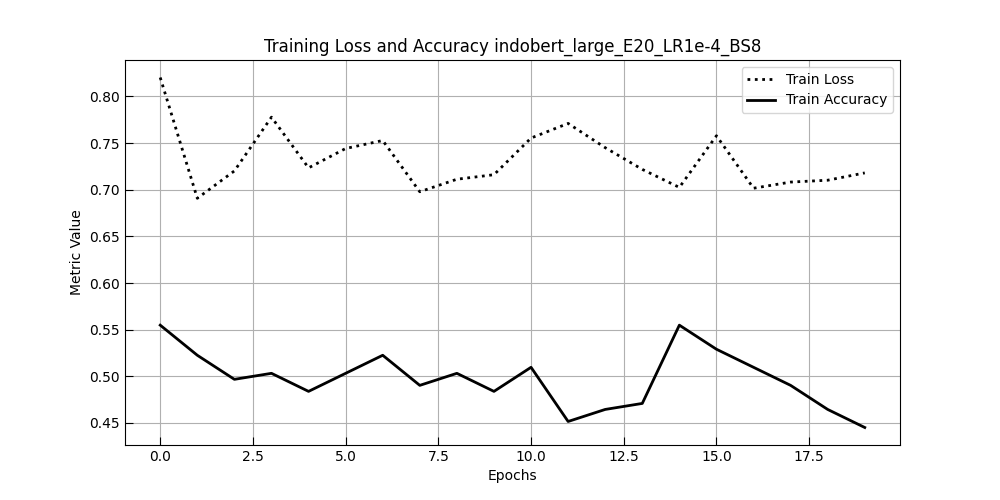 Training Loss and Accuracy indobert_large_E20_LR1e-4_BS8
Train Loss
Train Accuracy
0.80
0.75
0.70
0.65
0.60
0.55
0.50
0.45
Metric Value
0.0 2.5 5.0 7.5 10.0 12.5 15.0 17.5
Epochs